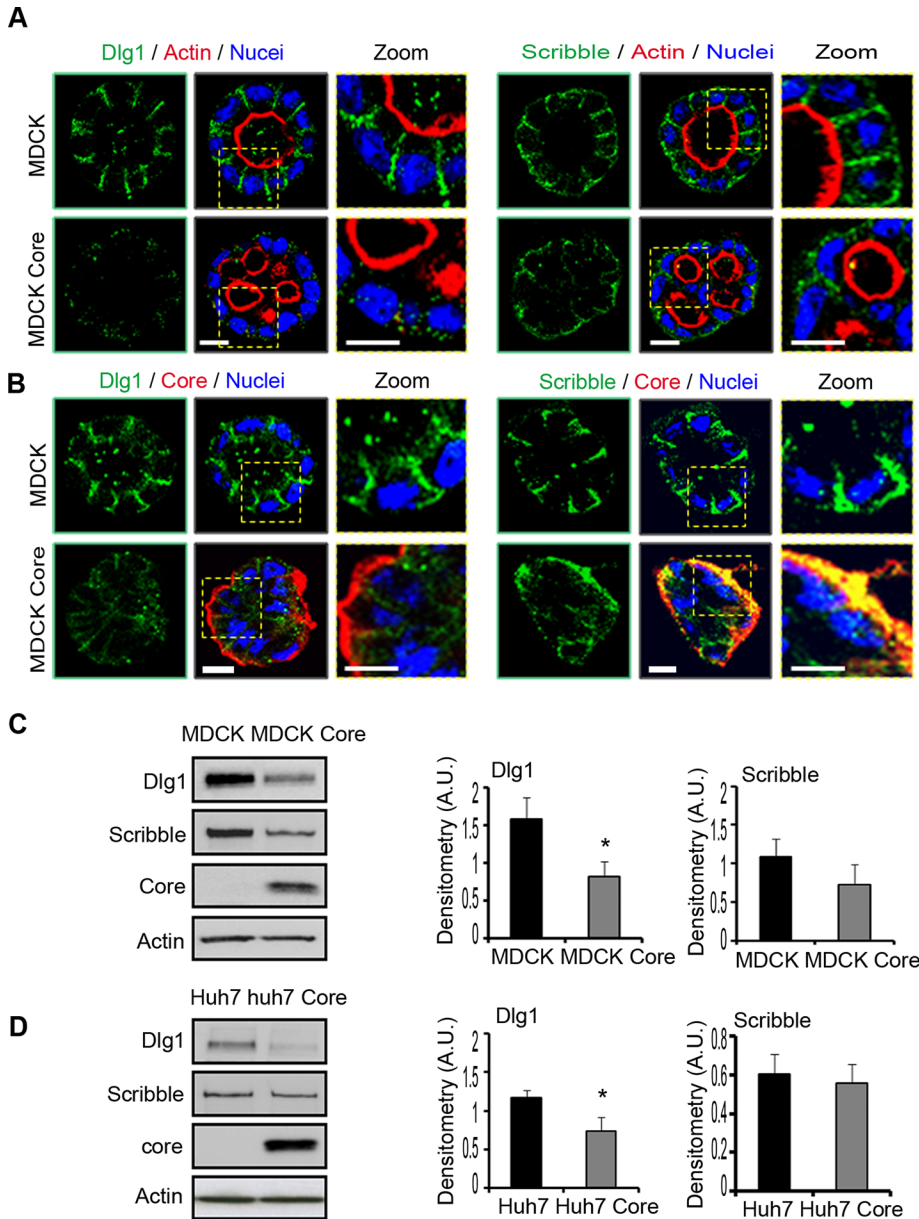 A
Dlg1 / Actin / Nucei
Zoom
Scribble / Actin / Nuclei
Zoom
MDCK
MDCK Core
B
Dlg1 / Core / Nuclei
Zoom
Scribble / Core / Nuclei
Zoom
MDCK
MDCK Core
C
MDCK MDCK Core
Dlg1
Scribble
Core
Actin
Dlg1
Densitometry (A.U.)
2
1.5
1
0.5
0
*
MDCK MDCK Core
Scribble
Densitometry (A.U.)
2
1.5
1
0.5
0
MDCK MDCK Core
D
Huh7 huh7 Core
Dlg1
Scribble
core
Actin
Dlg1
Densitometry (A.U.)
2
1.5
1
0.5
0
*
Huh7 Huh7 Core
Scribble
Densitometry (A.U.)
0.8
0.6
0.4
0.2
0
Huh7 Huh7 Core